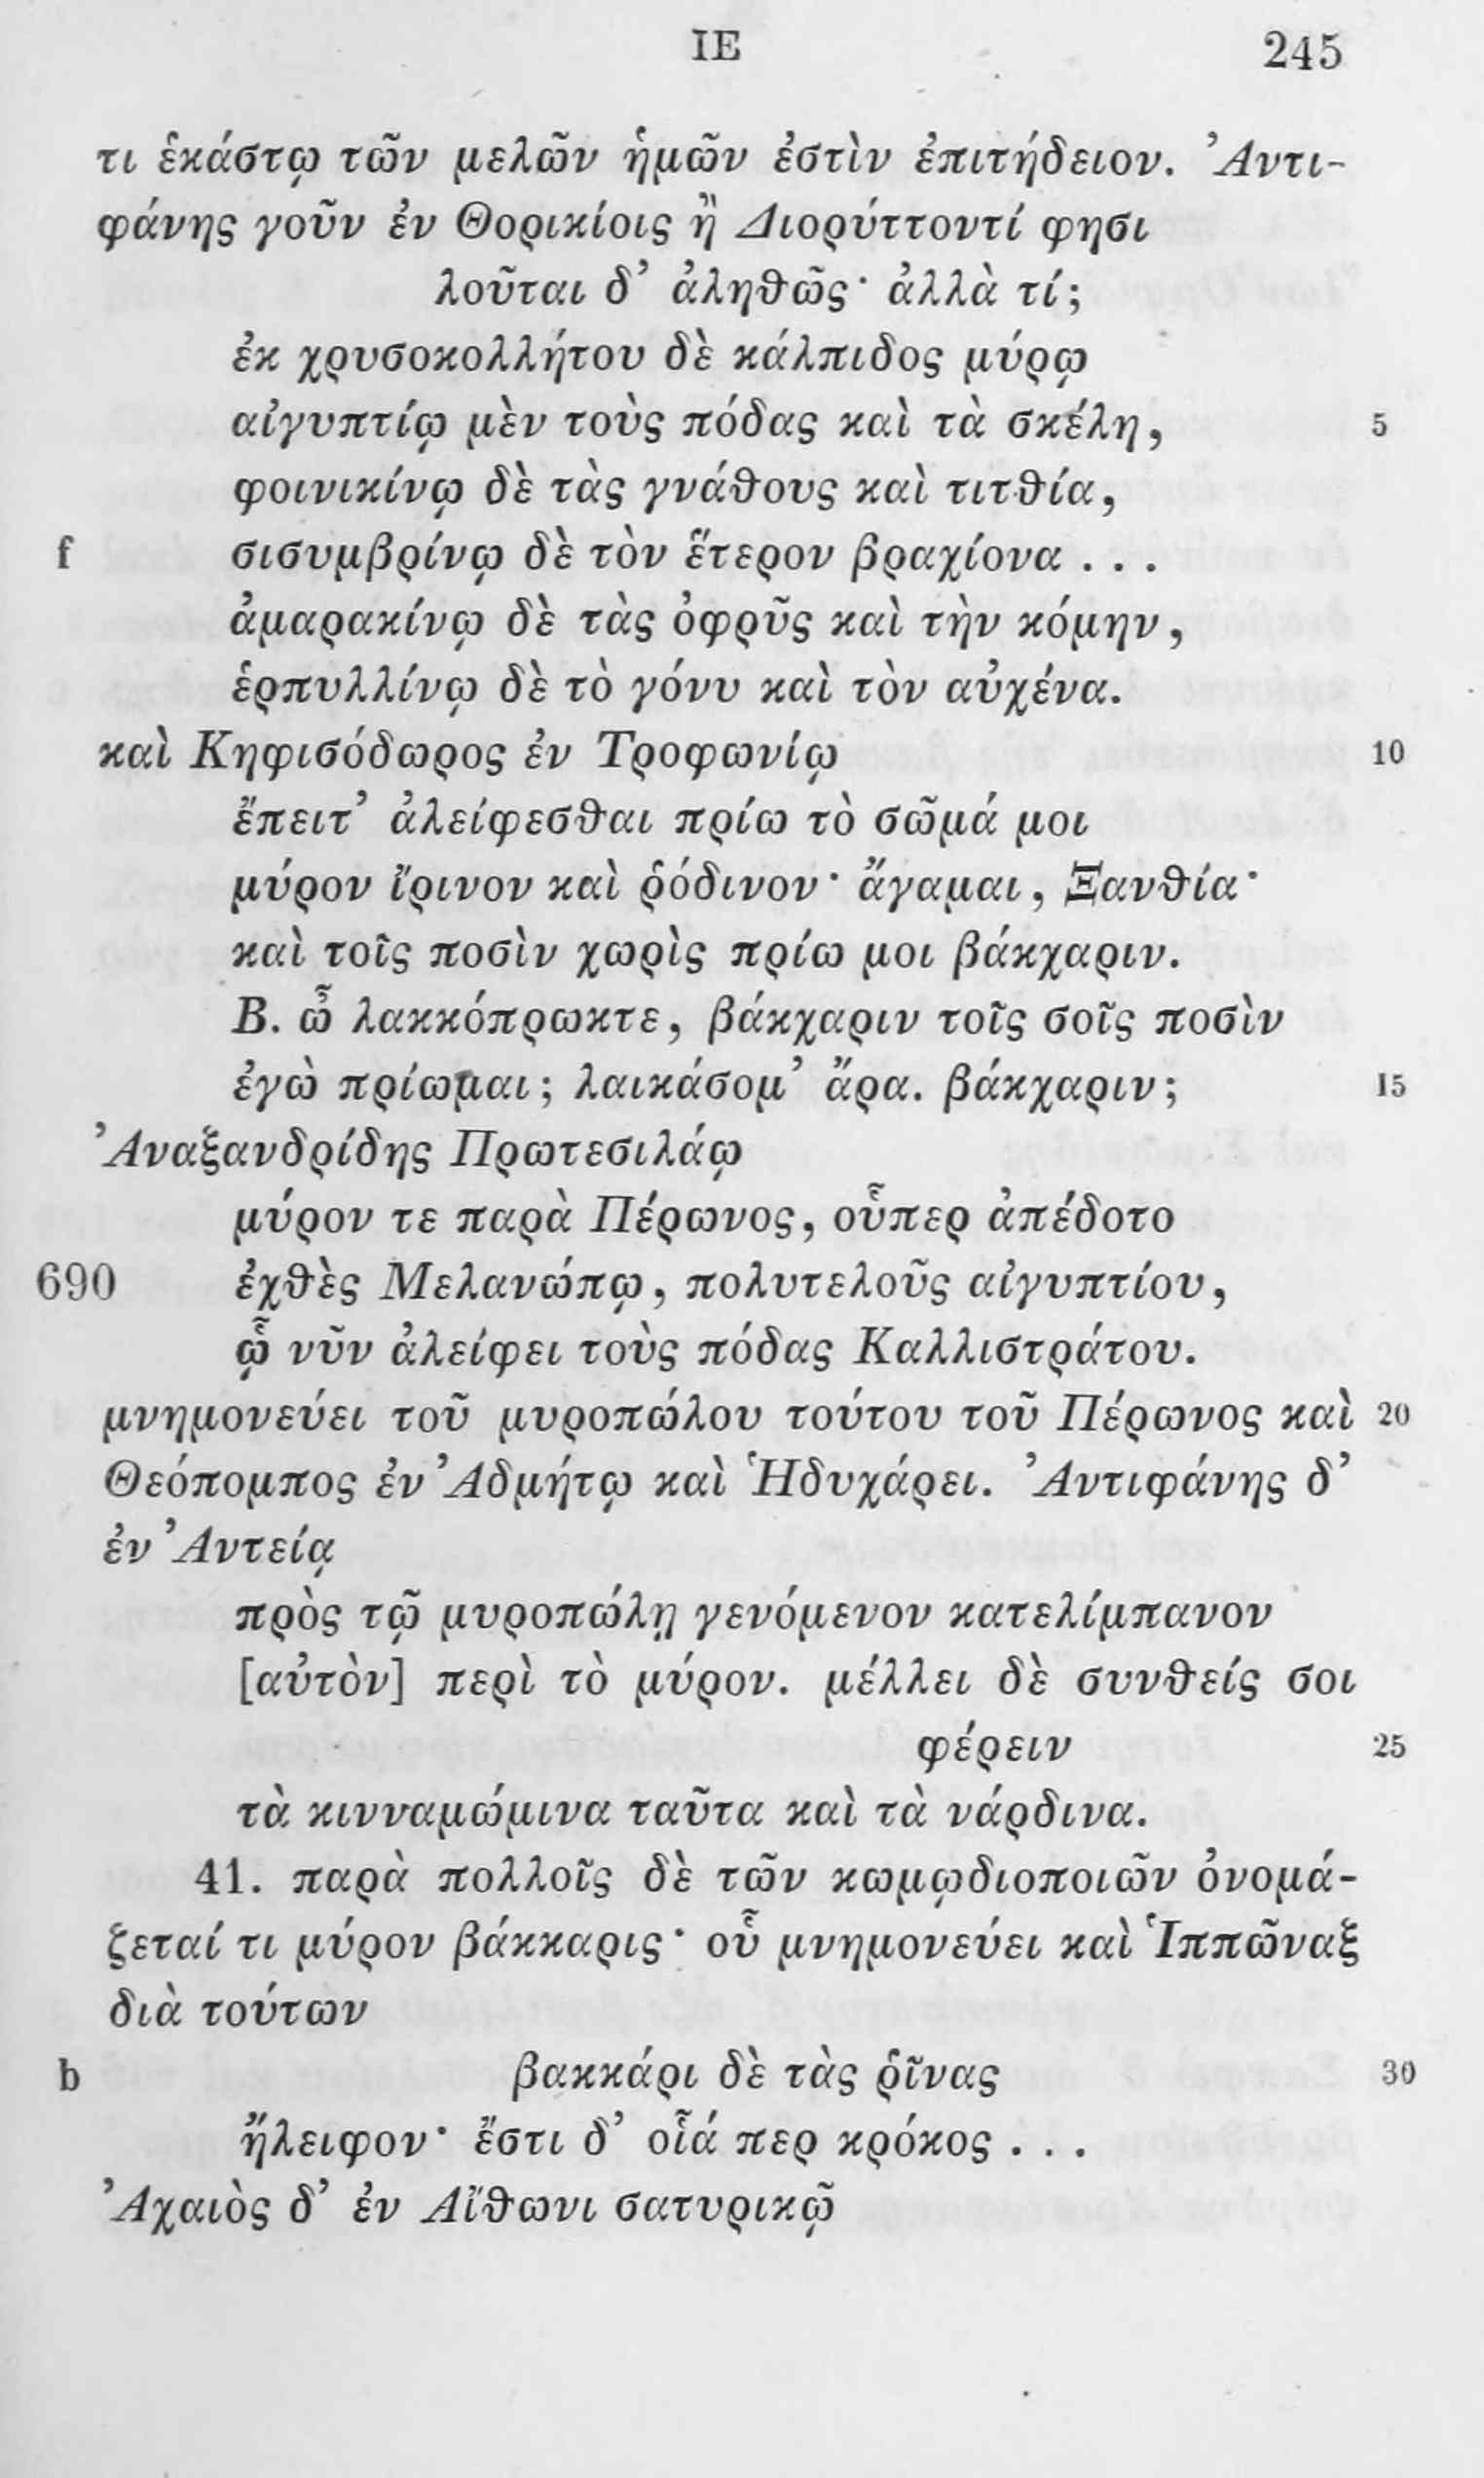 ΙΕ 245
τι ἑκάστῳ τῶν μελῶν ἡμῶν ἐστὶν ἐπιτήδειον. Ἀντι-
φάνης γοῦν ἐν Θορικίοις ἢ Διορύττοντί φησι
λοῦται δ’ ἀληθῶς· ἀλλὰ τί;
ἐκ χρυσοκολλήτου δὲ κάλπιδος μύρῳ
αἰγυπτίῳ μὲν τοὺς πόδας καὶ τὰ σκέλη, 5
φοινικίνῳ δὲ τὰς γνάθους καὶ τιτθία,
f σισυμβρίνῳ δὲ τὸν ἕτερον βραχίονα . . .
ἀμαρακίνῳ δὲ τὰς ὀφρῦς καὶ τὴν κόμην,
ἑρπυλλίνῳ δὲ τὸ γόνυ καὶ τὸν αὐχένα.
καὶ Κηφισόδωρος ἐν Τροφωνίῳ 10
ἔπειτ’ ἀλείφεσθαι πρίω τὸ σῶμά μοι
μύρον ἴρινον καὶ ῥόδινον· ἄγαμαι, Ξανθία·
καὶ τοῖς ποσὶν χωρὶς πρίω μοι βάκχαριν.
Β. ὦ λακκόπρωκτε, βάκχαριν τοῖς σοῖς ποσὶν
ἐγὼ πρίωμαι; λαικάσομ’ ἄρα. βάκχαριν; 15
Ἀναξανδρίδης Πρωτεσιλάῳ
μύρον τε παρὰ Πέρωνος, οὗπερ ἀπέδοτο
690 ἐχθὲς Μελανώπῳ, πολυτελοῦς αἰγυπτίου,
ᾧ νῦν ἀλείφει τοὺς πόδας Καλλιστράτου.
μνημονεύει τοῦ μυροπώλου τούτου τοῦ Πέρωνος καὶ 20
Θεόπομπος ἐν Ἀδμήτῳ καὶ Ἡδυχάρει. Ἀντιφάνης δ’
ἐν Ἀντείᾳ
πρὸς τῷ μυροπώλῃ γενόμενον κατελίμπανον
[αὐτὸν] περὶ τὸ μύρον. μέλλει δὲ συνθείς σοι
φέρειν 25
τὰ κινναμώμινα ταῦτα καὶ τὰ νάρδινα.
41. παρὰ πολλοῖς δὲ τῶν κωμῳδιοποιῶν ὀνομά-
ζεταί τι μύρον βάκκαρις· οὗ μνημονεύει καὶ Ἱππῶναξ
διὰ τούτων
b βακκάρι δὲ τὰς ῥῖνας 30
ἤλειφον· ἔστι δ’ οἷά περ κρόκος . . .
Ἀχαιὸς δ’ ἐν Αἴθωνι σατυρικῷ